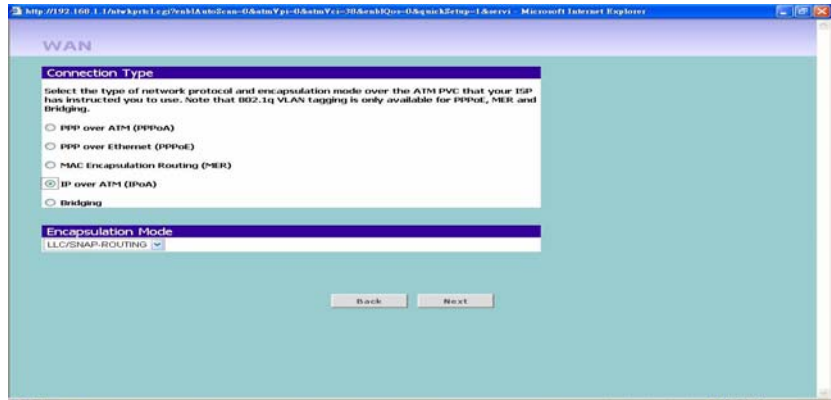 http://192.168.1.1/ntwkprtcl.cgi?enblAutoScan=0&atmVpi=0&atmVci=38&enblQos=0&quickSetup=1&servi - Microsoft Internet Explorer
WAN
Connection Type
Select the type of network protocol and encapsulation mode over the ATM PVC that your ISP
has instructed you to use. Note that 802.1q VLAN tagging is only available for PPPoE, MER and
Bridging.
PPP over ATM (PPPoA)
PPP over Ethernet (PPPoE)
MAC Encapsulation Routing (MER)
IP over ATM (IPoA)
Bridging
Encapsulation Mode
LLC/SNAP-ROUTING
Back Next